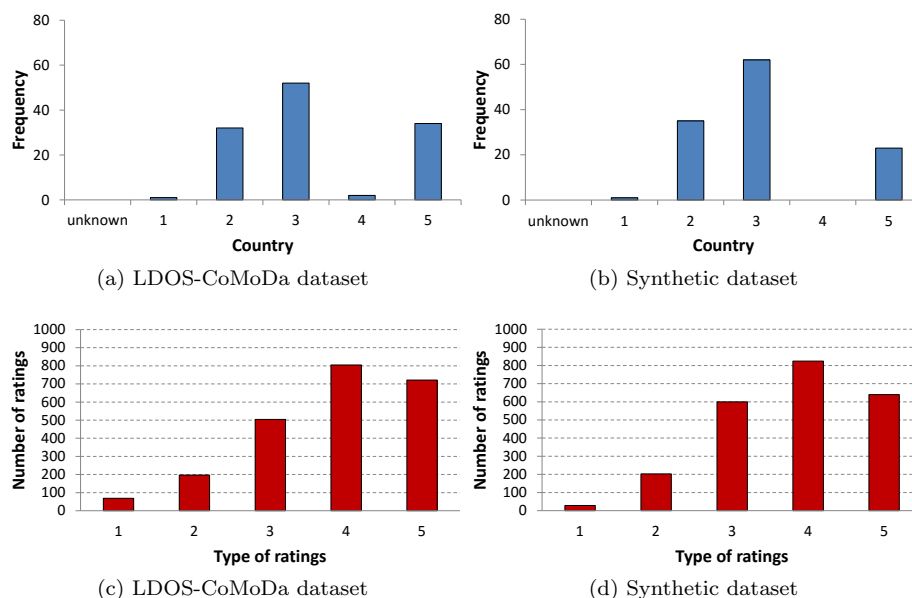 80
60
40
20
0
Frequency
unknown 1 2 3 4 5
Country
(a) LDOS-CoMoDa dataset
80
60
40
20
0
Frequency
unknown 1 2 3 4 5
Country
(b) Synthetic dataset
1000
900
800
700
600
500
400
300
200
100
0
Number of ratings
1 2 3 4 5
Type of ratings
(c) LDOS-CoMoDa dataset
1000
900
800
700
600
500
400
300
200
100
0
Number of ratings
1 2 3 4 5
Type of ratings
(d) Synthetic dataset